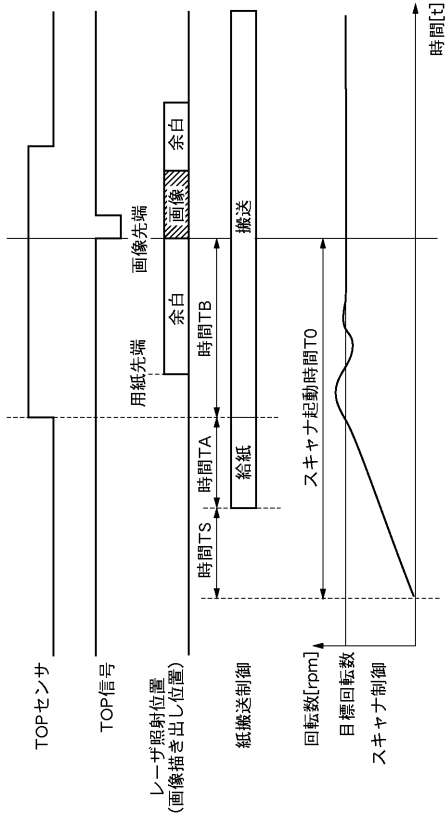 TOPセンサ
TOP信号
画像先端
用紙先端
余白
画像
余白
レーザ照射位置
(画像描き出し位置)
時間TS
時間TA
時間TB
紙搬送制御
給紙
搬送
スキャナ起動時間T0
回転数[rpm]
目標回転数
スキャナ制御
時間[t]